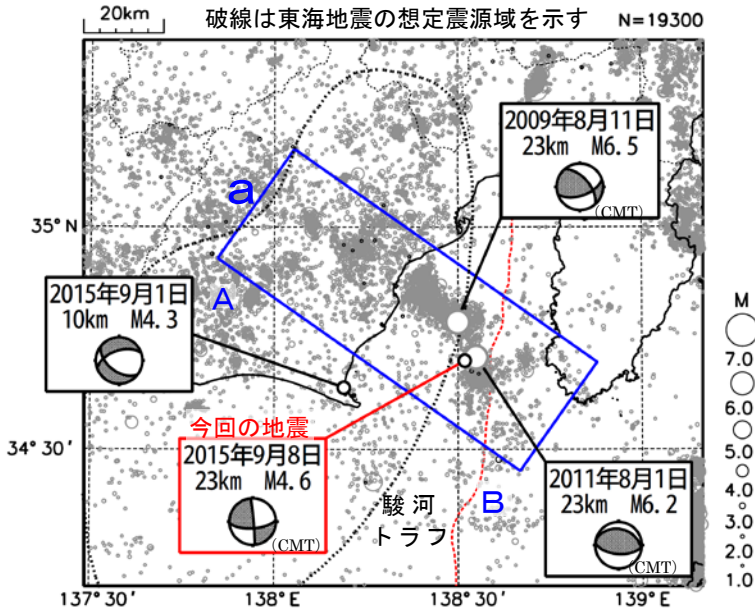 20km
破線は東海地震の想定震源域を示す
N=19300
2009年8月11日
23km M6.5
(CMT)
a
35°N
A
2015年9月1日
10km M4.3
M
7.0
6.0
5.0
4.0
3.0
2.0
1.0
今回の地震
2015年9月8日
23km M4.6
(CMT)
34°30′
駿河
トラフ
B
2011年8月1日
23km M6.2
(CMT)
137°30′
138°E
138°30′
139°E